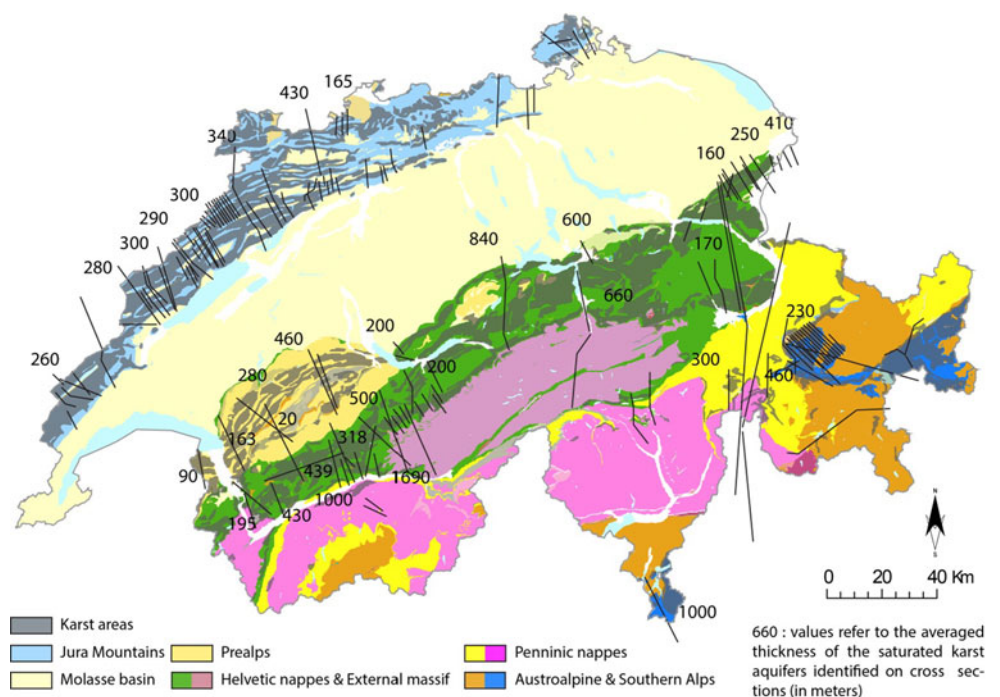 165
430
340
410
250
160
300
290
300
280
600
840
170
660
230
260
200
460
300
460
280
200
500
20
163
318
439
90
1690
1000
195
430
1000
N
S
0 20 40 Km
Karst areas
Jura Mountains
Prealps
Penninic nappes
Molasse basin
Helvetic nappes & External massif
Austroalpine & Southern Alps
660 : values refer to the averaged
thickness of the saturated karst
aquifers identified on cross sec-
tions (in meters)